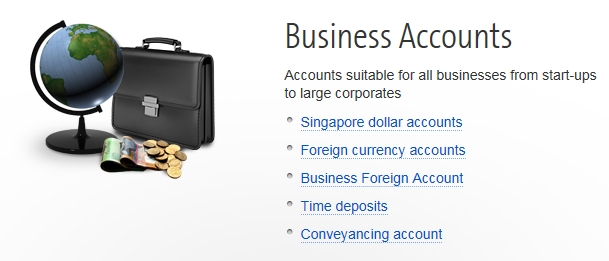 Business Accounts
Accounts suitable for all businesses from start-ups
to large corporates
Singapore dollar accounts
Foreign currency accounts
Business Foreign Account
Time deposits
Conveyancing account